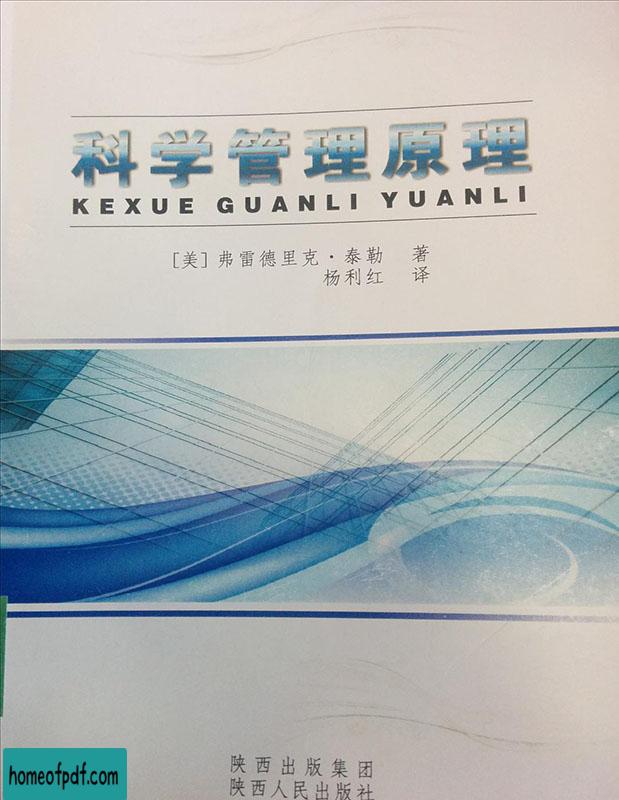 科学管理原理
KEXUE GUANLI YUANLI
[美]弗雷德里克·泰勒 著
杨利红 译
陕西出版集团
陕西人民出版社
homeofpdf.com